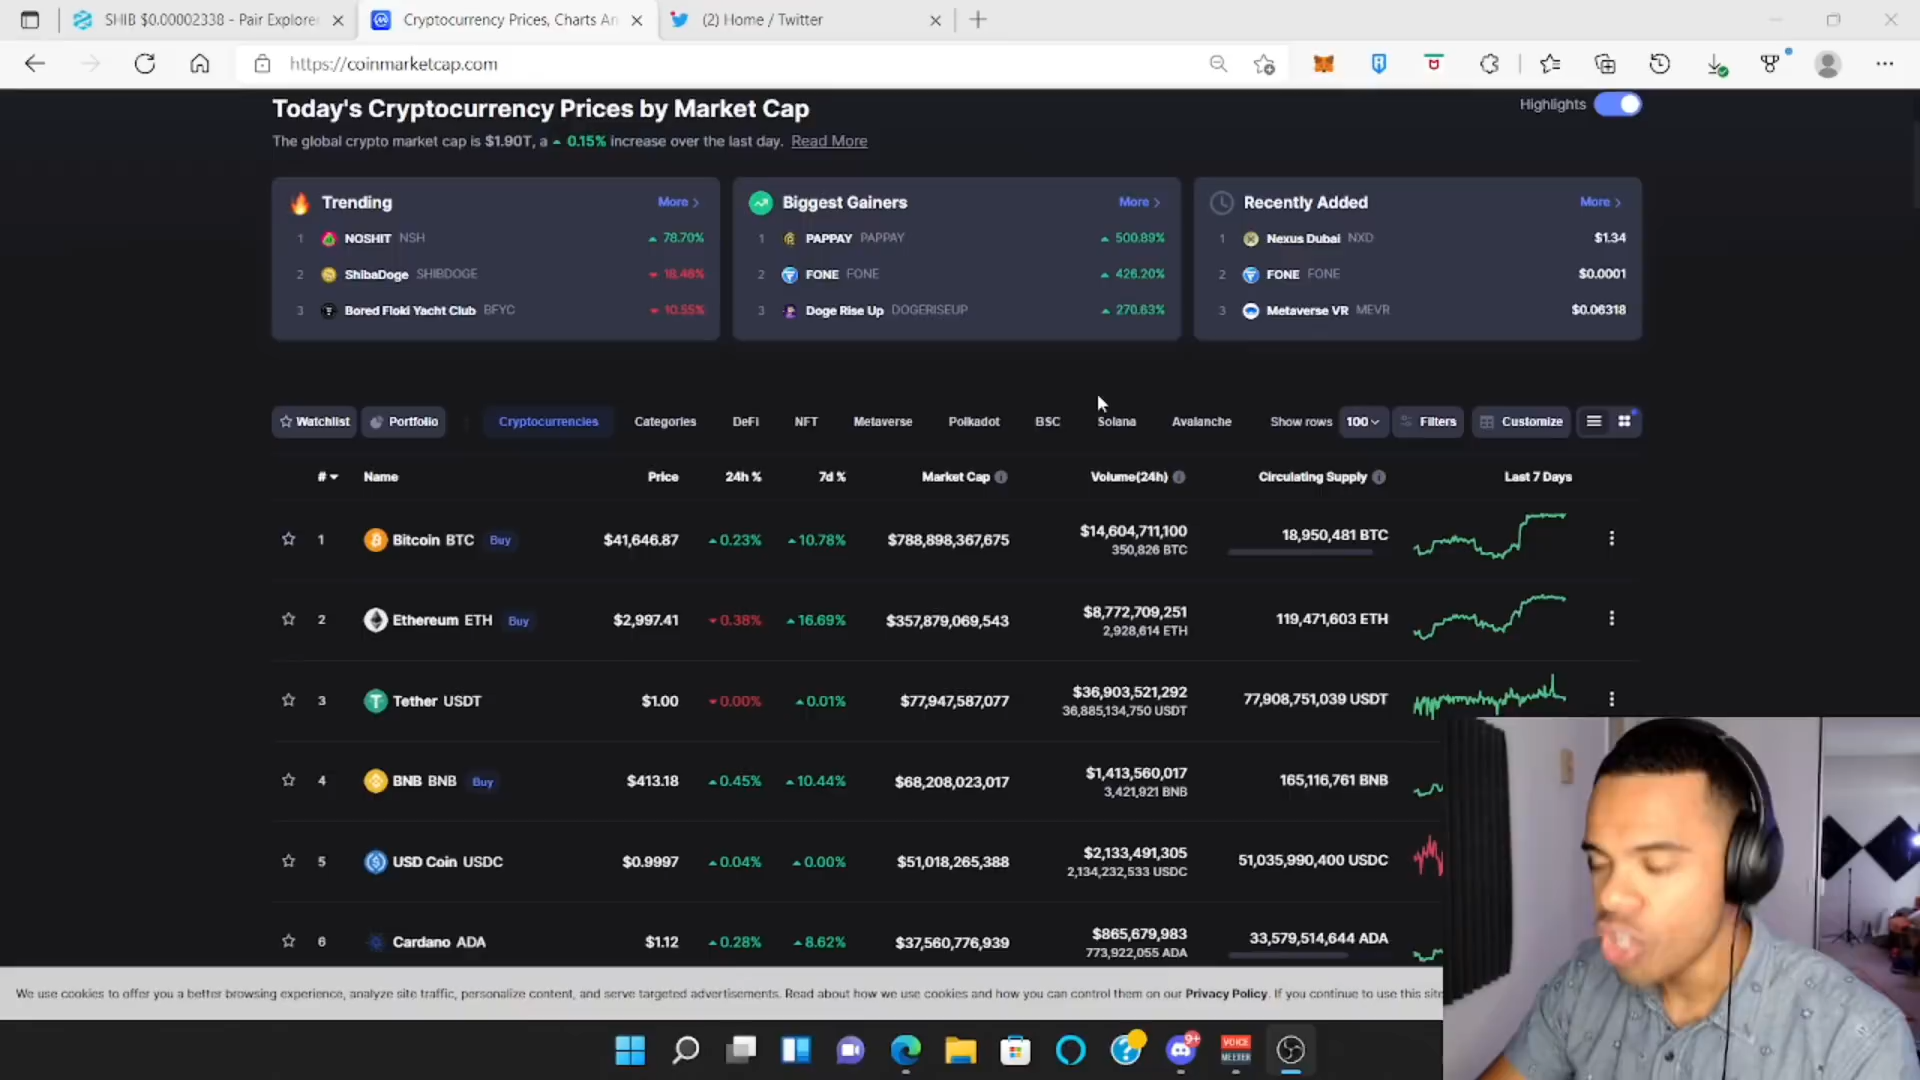 SHIB $0.00002338 - Pair Explorer
Cryptocurrency Prices, Charts An
(2) Home / Twitter
https://coinmarketcap.com
Today's Cryptocurrency Prices by Market Cap
Highlights
The global crypto market cap is $1.90T, a 0.15% increase over the last day. Read More
Trending
More >
1 NOSHIT NSH 78.70%
2 ShibaDoge SHIBDOGE 18.46%
3 Bored Floki Yacht Club BFYC 10.55%
Biggest Gainers
More >
1 PAPPAY PAPPAY 500.89%
2 FONE FONE 426.20%
3 Doge Rise Up DOGERISEUP 270.63%
Recently Added
More >
1 Nexus Dubai NXD $1.34
2 FONE FONE $0.0001
3 Metaverse VR MEVR $0.06318
Watchlist Portfolio Cryptocurrencies Categories DeFi NFT Metaverse Polkadot BSC Solana Avalanche Show rows 100 Filters Customize
# Name Price 24h % 7d % Market Cap Volume(24h) Circulating Supply Last 7 Days
1 Bitcoin BTC Buy $41,646.87 0.23% 10.78% $788,898,367,675 $14,604,711,100 18,950,481 BTC
350,826 BTC
2 Ethereum ETH Buy $2,997.41 0.38% 16.69% $357,879,069,543 $8,772,709,251 119,471,603 ETH
2,928,614 ETH
3 Tether USDT $1.00 0.00% 0.01% $77,947,587,077 $36,903,521,292 77,908,751,039 USDT
36,885,134,750 USDT
4 BNB BNB Buy $413.18 0.45% 10.44% $68,208,023,017 $1,413,560,017 165,116,761 BNB
3,421,921 BNB
5 USD Coin USDC $0.9997 0.04% 0.00% $51,018,265,388 $2,133,491,305 51,035,990,400 USDC
2,134,232,533 USDC
6 Cardano ADA $1.12 0.28% 8.62% $37,560,776,939 $865,679,983 33,579,514,644 ADA
773,922,055 ADA
We use cookies to offer you a better browsing experience, analyze site traffic, personalize content, and serve targeted advertisements. Read about how we use cookies and how you can control them on our Privacy Policy. If you continue to use this site
9+
VOICE
MEETER